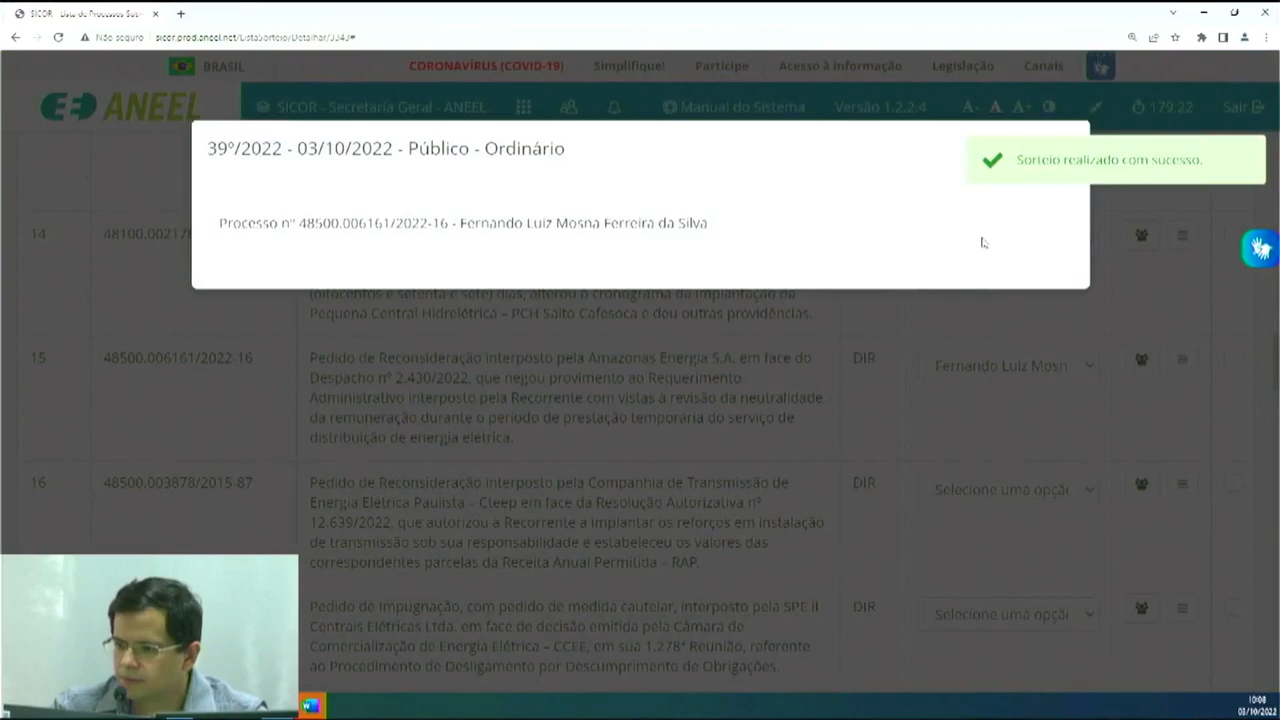 SICOR - Lista de Processos Sort
Não seguro
sicor.prod.aneel.net/ListaSorteio/Detalhar/3343#
BRASIL
CORONAVÍRUS (COVID-19)
Simplifique!
Participe
Acesso à informação
Legislação
Canais
ANEEL
SICOR - Secretaria Geral - ANEEL
Manual do Sistema
Versão 1.2.2.4
A-
A
A+
179:22
Sair
39º/2022 - 03/10/2022 - Público - Ordinário
Sorteio realizado com sucesso.
Processo nº 48500.006161/2022-16 - Fernando Luiz Mosna Ferreira da Silva
14
(oitocentos e setenta e sete) dias, alterou o cronograma da implantação da
Pequena Central Hidrelétrica – PCH Salto Cafesoca e deu outras providências.
15
48500.006161/2022-16
Pedido de Reconsideração interposto pela Amazonas Energia S.A. em face do
Despacho nº 2.430/2022, que negou provimento ao Requerimento
Administrativo interposto pela Recorrente com vistas à revisão da neutralidade
da remuneração durante o período de prestação temporária do serviço de
distribuição de energia elétrica.
DIR
Fernando Luiz Mosn
16
48500.003878/2015-87
Pedido de Reconsideração interposto pela Companhia de Transmissão de
Energia Elétrica Paulista – Cteep em face da Resolução Autorizativa nº
12.639/2022, que autorizou a Recorrente a implantar os reforços em instalação
de transmissão sob sua responsabilidade e estabeleceu os valores das
correspondentes parcelas da Receita Anual Permitida – RAP.
DIR
Selecione uma opçã
Pedido de Impugnação, com pedido de medida cautelar, interposto pela SPE II
Centrais Elétricas Ltda. em face de decisão emitida pela Câmara de
Comercialização de Energia Elétrica – CCEE, em sua 1.278ª Reunião, referente
ao Procedimento de Desligamento por Descumprimento de Obrigações.
DIR
Selecione uma opçã
10:08
03/10/2022